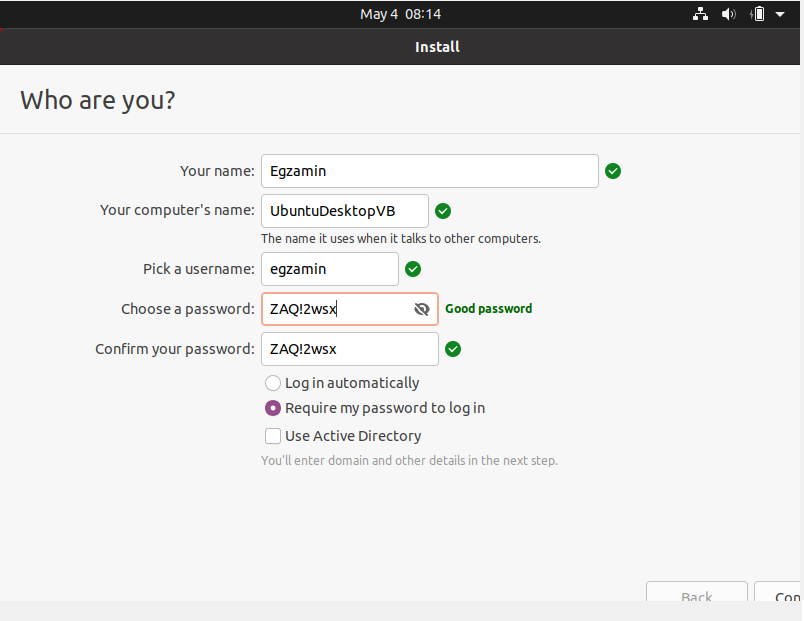 May 4 08:14
Install
Who are you?
Your name: Egzamin
Your computer's name: UbuntuDesktopVB
The name it uses when it talks to other computers.
Pick a username: egzamin
Choose a password: ZAQ!2wsx Good password
Confirm your password: ZAQ!2wsx
Log in automatically
Require my password to log in
Use Active Directory
You'll enter domain and other details in the next step.
Back Con